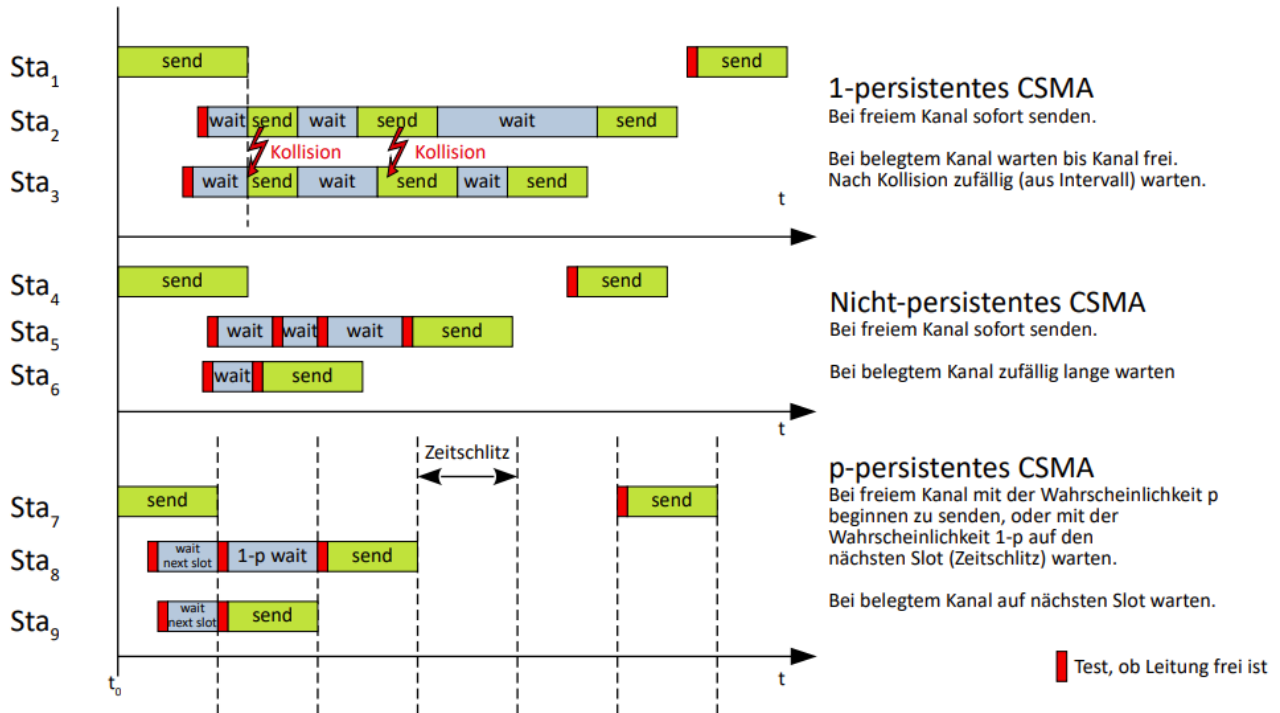 Sta1
send
send
Sta2
wait
send
wait
send
wait
send
Kollision
Kollision
Sta3
wait
send
wait
send
wait
send
t
1-persistentes CSMA
Bei freiem Kanal sofort senden.
Bei belegtem Kanal warten bis Kanal frei.
Nach Kollision zufällig (aus Intervall) warten.
Sta4
send
send
Sta5
wait
wait
wait
send
Sta6
wait
send
t
Nicht-persistentes CSMA
Bei freiem Kanal sofort senden.
Bei belegtem Kanal zufällig lange warten
Zeitschlitz
Sta7
send
send
Sta8
wait
next slot
1-p wait
send
Sta9
wait
next slot
send
t0
t
p-persistentes CSMA
Bei freiem Kanal mit der Wahrscheinlichkeit p
beginnen zu senden, oder mit der
Wahrscheinlichkeit 1-p auf den
nächsten Slot (Zeitschlitz) warten.
Bei belegtem Kanal auf nächsten Slot warten.
Test, ob Leitung frei ist